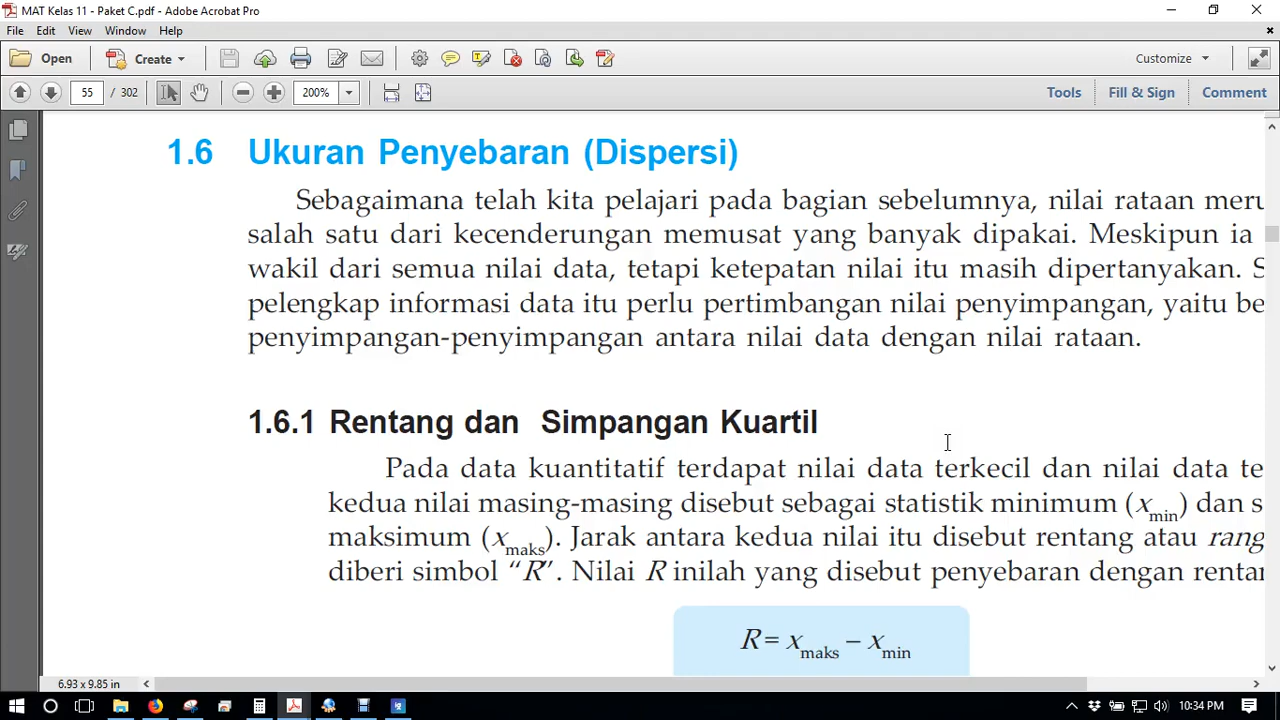 MAT Kelas 11 - Paket C.pdf - Adobe Acrobat Pro
File Edit View Window Help
Open Create Customize
55 / 302 200% Tools Fill & Sign Comment
1.6 Ukuran Penyebaran (Dispersi)
Sebagaimana telah kita pelajari pada bagian sebelumnya, nilai rataan meru
salah satu dari kecenderungan memusat yang banyak dipakai. Meskipun ia
wakil dari semua nilai data, tetapi ketepatan nilai itu masih dipertanyakan. S
pelengkap informasi data itu perlu pertimbangan nilai penyimpangan, yaitu be
penyimpangan-penyimpangan antara nilai data dengan nilai rataan.
1.6.1 Rentang dan Simpangan Kuartil
Pada data kuantitatif terdapat nilai data terkecil dan nilai data te
kedua nilai masing-masing disebut sebagai statistik minimum (x_min) dan s
maksimum (x_maks). Jarak antara kedua nilai itu disebut rentang atau rang
diberi simbol “R”. Nilai R inilah yang disebut penyebaran dengan rentan
R = x_maks – x_min
6.93 x 9.85 in
10:34 PM